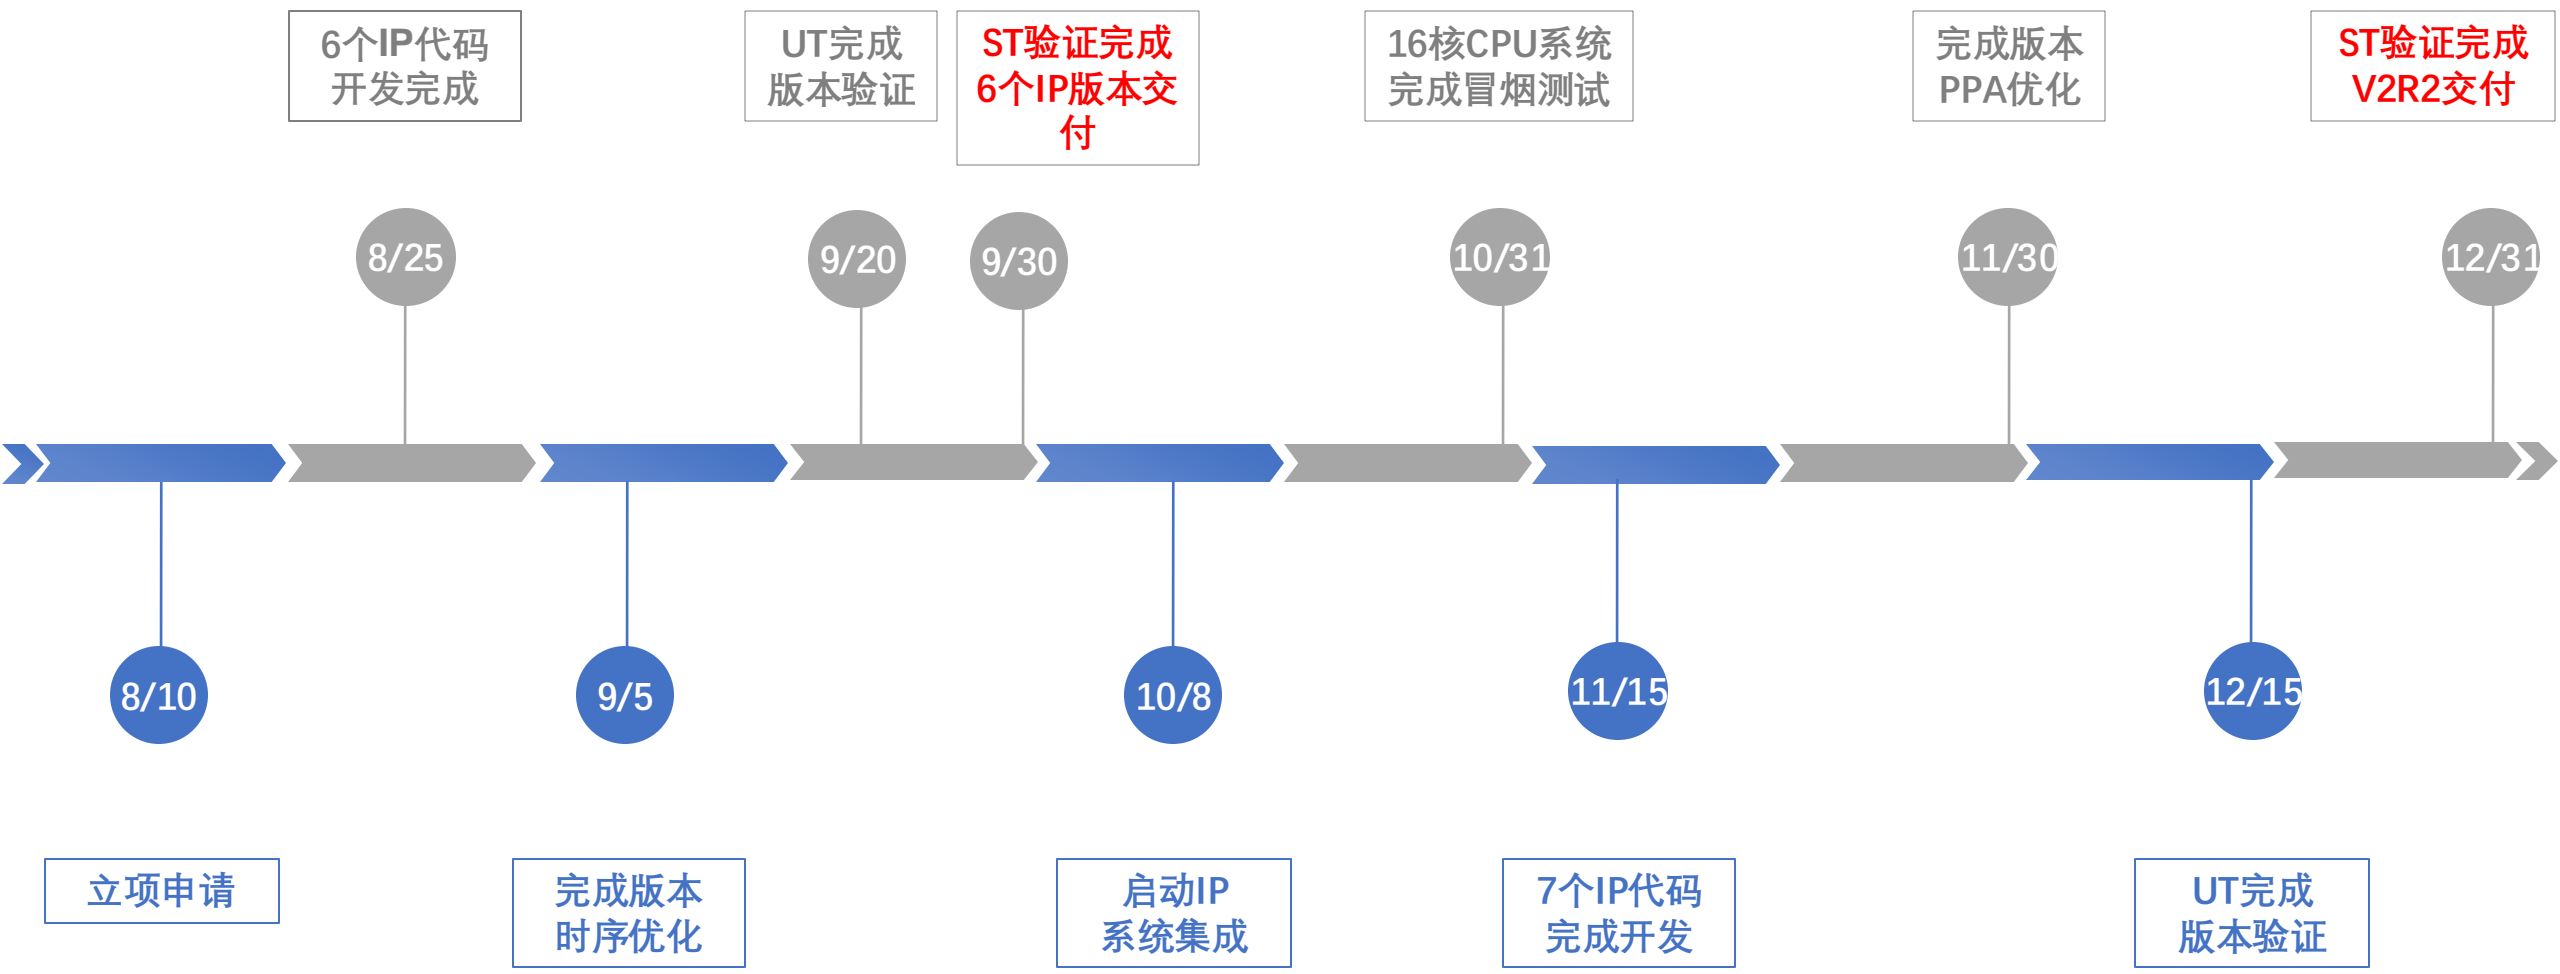 6个IP代码
开发完成
UT完成
版本验证
ST验证完成
6个IP版本交
付
16核CPU系统
完成冒烟测试
完成版本
PPA优化
ST验证完成
V2R2交付
8/25
9/20
9/30
10/31
11/30
12/31
8/10
9/5
10/8
11/15
12/15
立项申请
完成版本
时序优化
启动IP
系统集成
7个IP代码
完成开发
UT完成
版本验证